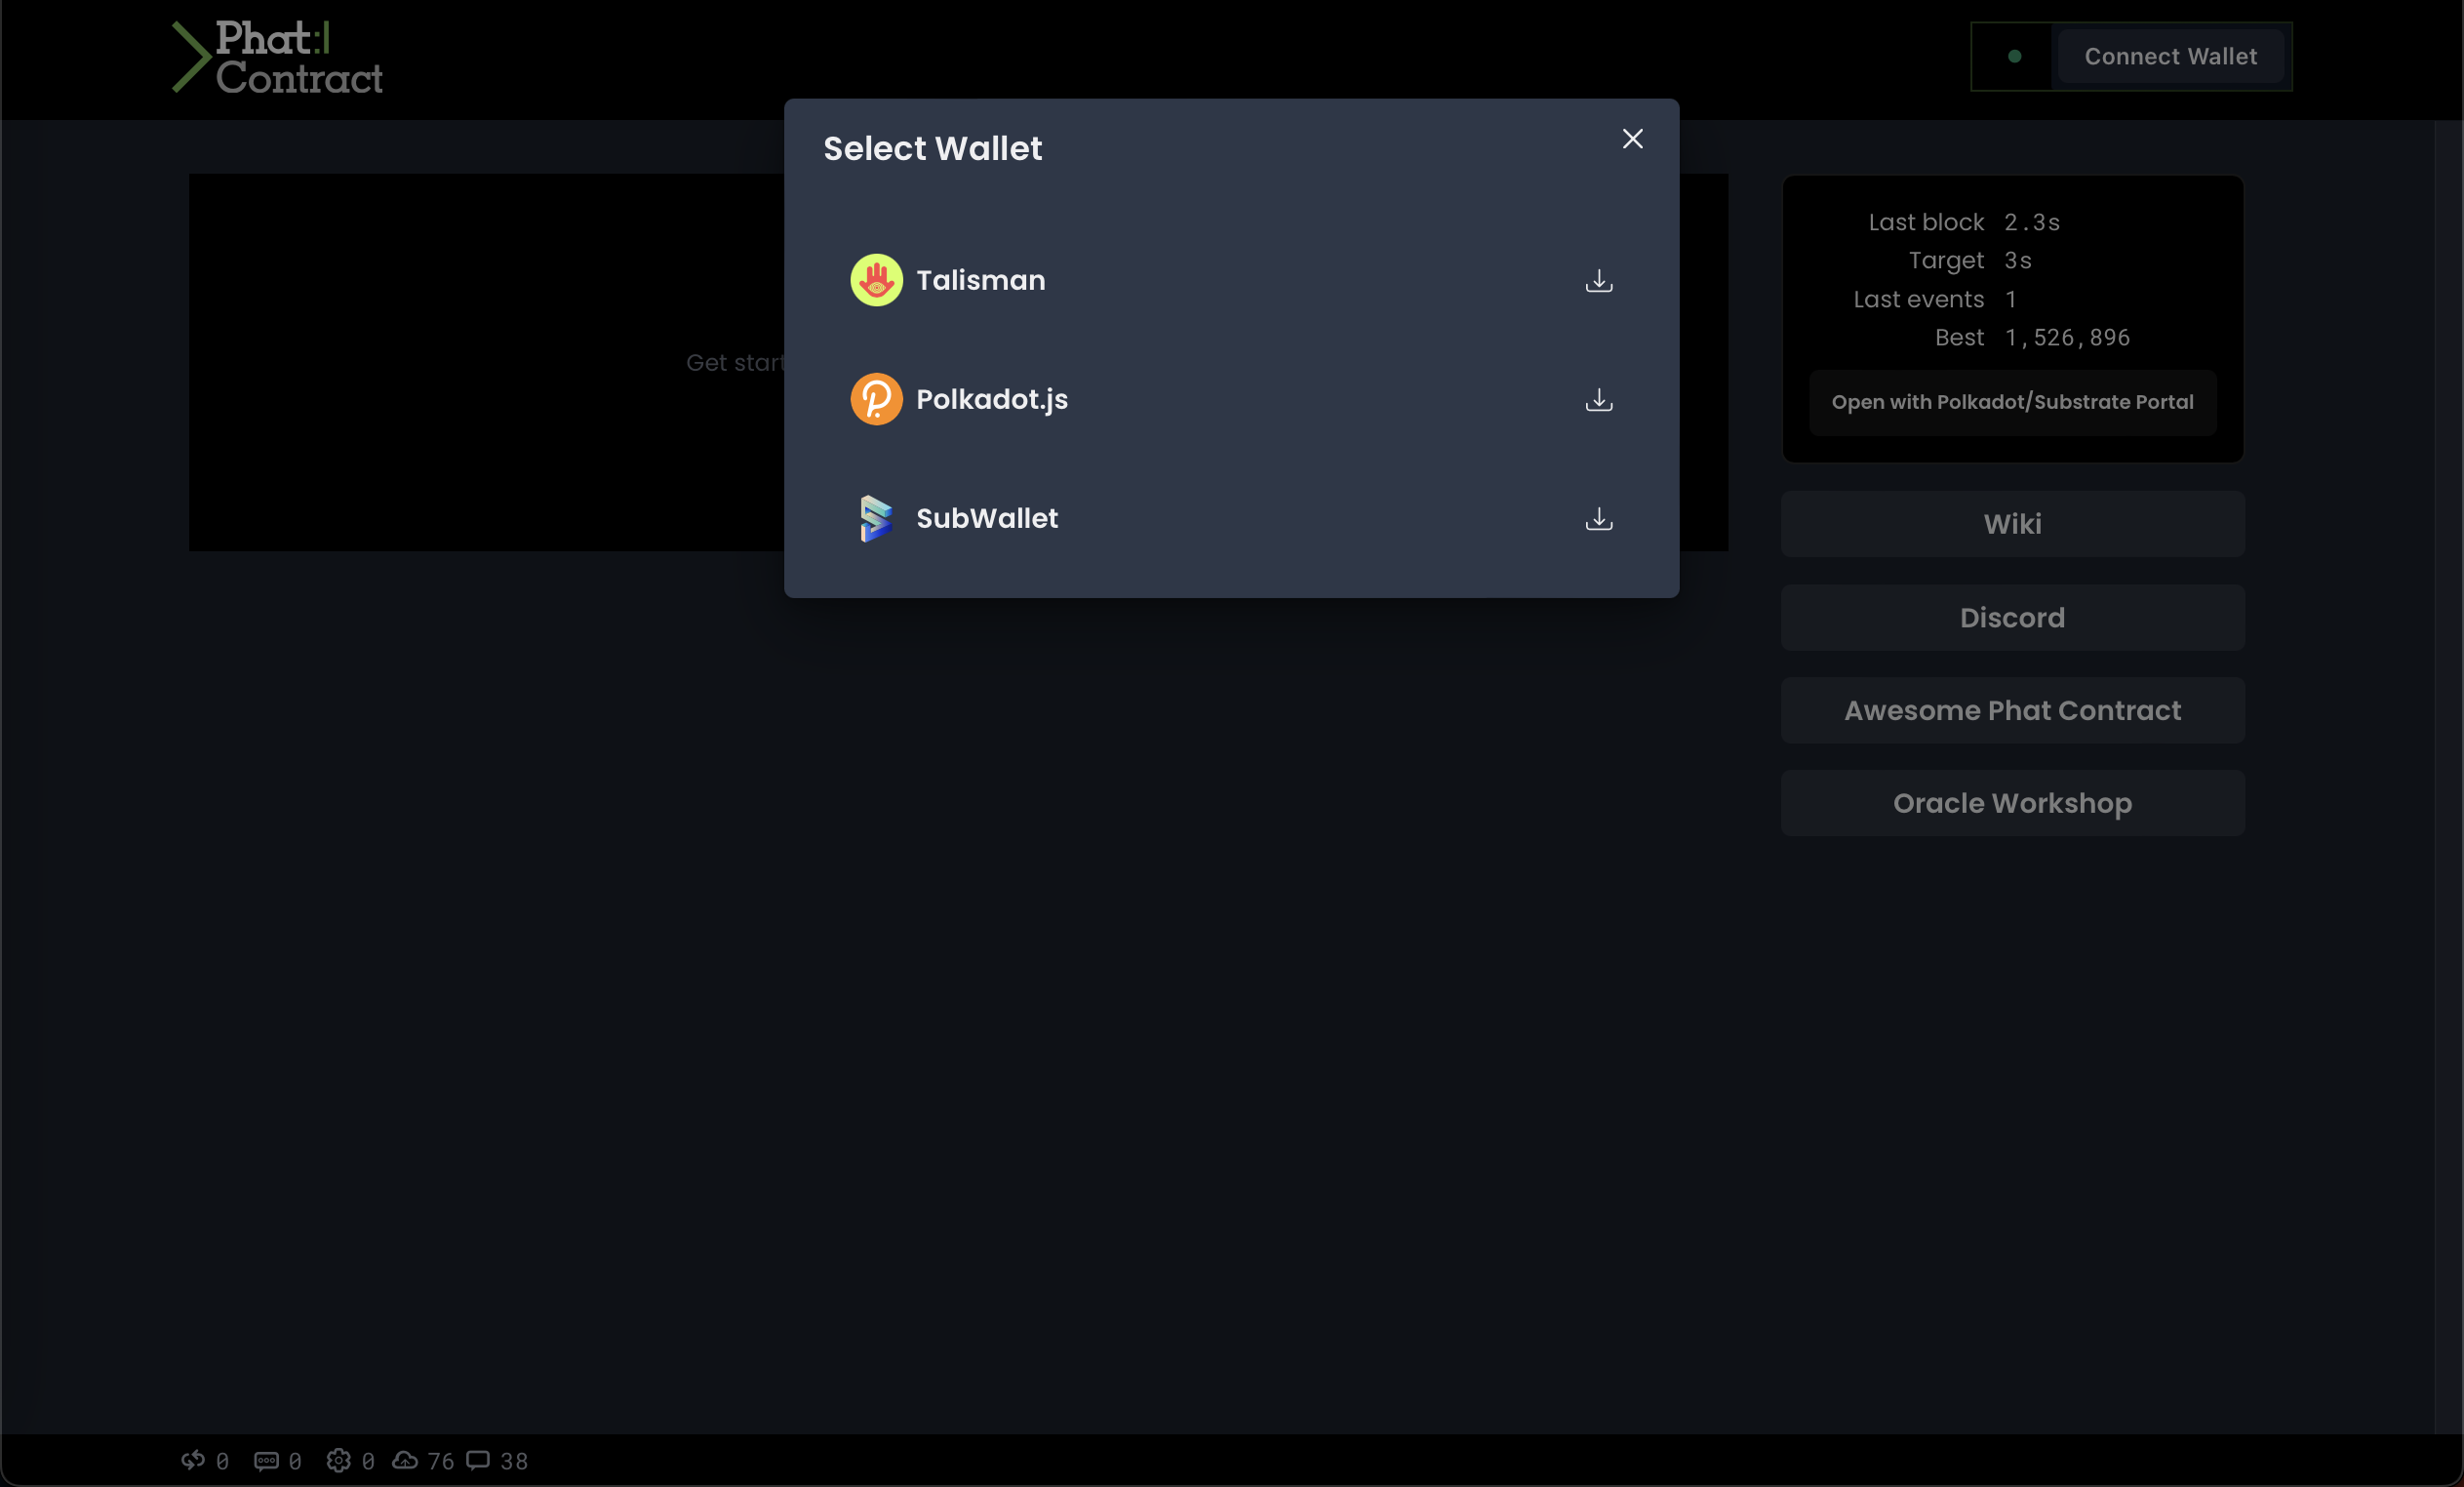 Phat
Contract
Connect Wallet
Select Wallet
Talisman
Polkadot.js
SubWallet
Get start
Last block 2.3s
Target 3s
Last events 1
Best 1,526,896
Open with Polkadot/Substrate Portal
Wiki
Discord
Awesome Phat Contract
Oracle Workshop
0 0 0 76 38